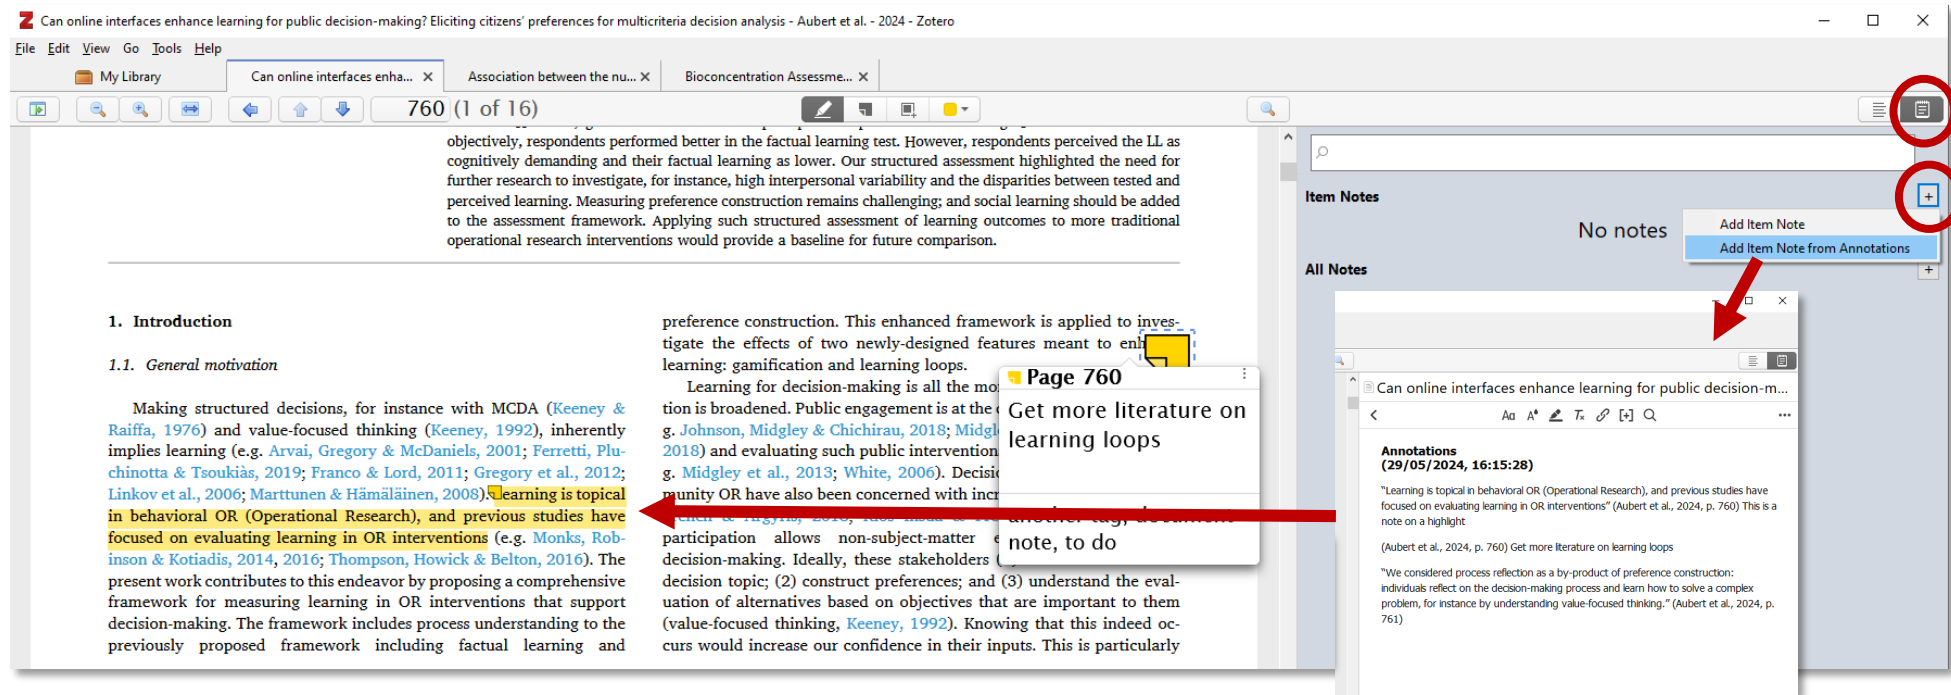 Can online interfaces enhance learning for public decision-making? Eliciting citizens' preferences for multicriteria decision analysis - Aubert et al. - 2024 - Zotero
File Edit View Go Tools Help
My Library
Can online interfaces enha...
Association between the nu...
Bioconcentration Assessme...
760 (1 of 16)
objectively, respondents performed better in the factual learning test. However, respondents perceived the LL as
cognitively demanding and their factual learning as lower. Our structured assessment highlighted the need for
further research to investigate, for instance, high interpersonal variability and the disparities between tested and
perceived learning. Measuring preference construction remains challenging; and social learning should be added
to the assessment framework. Applying such structured assessment of learning outcomes to more traditional
operational research interventions would provide a baseline for future comparison.
1. Introduction
1.1. General motivation
Making structured decisions, for instance with MCDA (Keeney &
Raiffa, 1976) and value-focused thinking (Keeney, 1992), inherently
implies learning (e.g. Arvai, Gregory & McDaniels, 2001; Ferretti, Plu-
chinotta & Tsoukiàs, 2019; Franco & Lord, 2011; Gregory et al., 2012;
Linkov et al., 2006; Marttunen & Hämäläinen, 2008). Learning is topical
in behavioral OR (Operational Research), and previous studies have
focused on evaluating learning in OR interventions (e.g. Monks, Rob-
inson & Kotiadis, 2014, 2016; Thompson, Howick & Belton, 2016). The
present work contributes to this endeavor by proposing a comprehensive
framework for measuring learning in OR interventions that support
decision-making. The framework includes process understanding to the
previously proposed framework including factual learning and
preference construction. This enhanced framework is applied to inves-
tigate the effects of two newly-designed features meant to enh
learning: gamification and learning loops.
Learning for decision-making is all the mo
tion is broadened. Public engagement is at the
g. Johnson, Midgley & Chichirau, 2018; Midgl
2018) and evaluating such public intervention
g. Midgley et al., 2013; White, 2006). Decisi
munity OR have also been concerned with incr
participation allows non-subject-matter e
decision-making. Ideally, these stakeholders
decision topic; (2) construct preferences; and (3) understand the eval-
uation of alternatives based on objectives that are important to them
(value-focused thinking, Keeney, 1992). Knowing that this indeed oc-
curs would increase our confidence in their inputs. This is particularly
Page 760
Get more literature on
learning loops
another tag, document
note, to do
Item Notes
No notes
Add Item Note
Add Item Note from Annotations
All Notes
Can online interfaces enhance learning for public decision-m...
Annotations
(29/05/2024, 16:15:28)
"Learning is topical in behavioral OR (Operational Research), and previous studies have
focused on evaluating learning in OR interventions" (Aubert et al., 2024, p. 760) This is a
note on a highlight
(Aubert et al., 2024, p. 760) Get more literature on learning loops
"We considered process reflection as a by-product of preference construction:
individuals reflect on the decision-making process and learn how to solve a complex
problem, for instance by understanding value-focused thinking." (Aubert et al., 2024, p.
761)